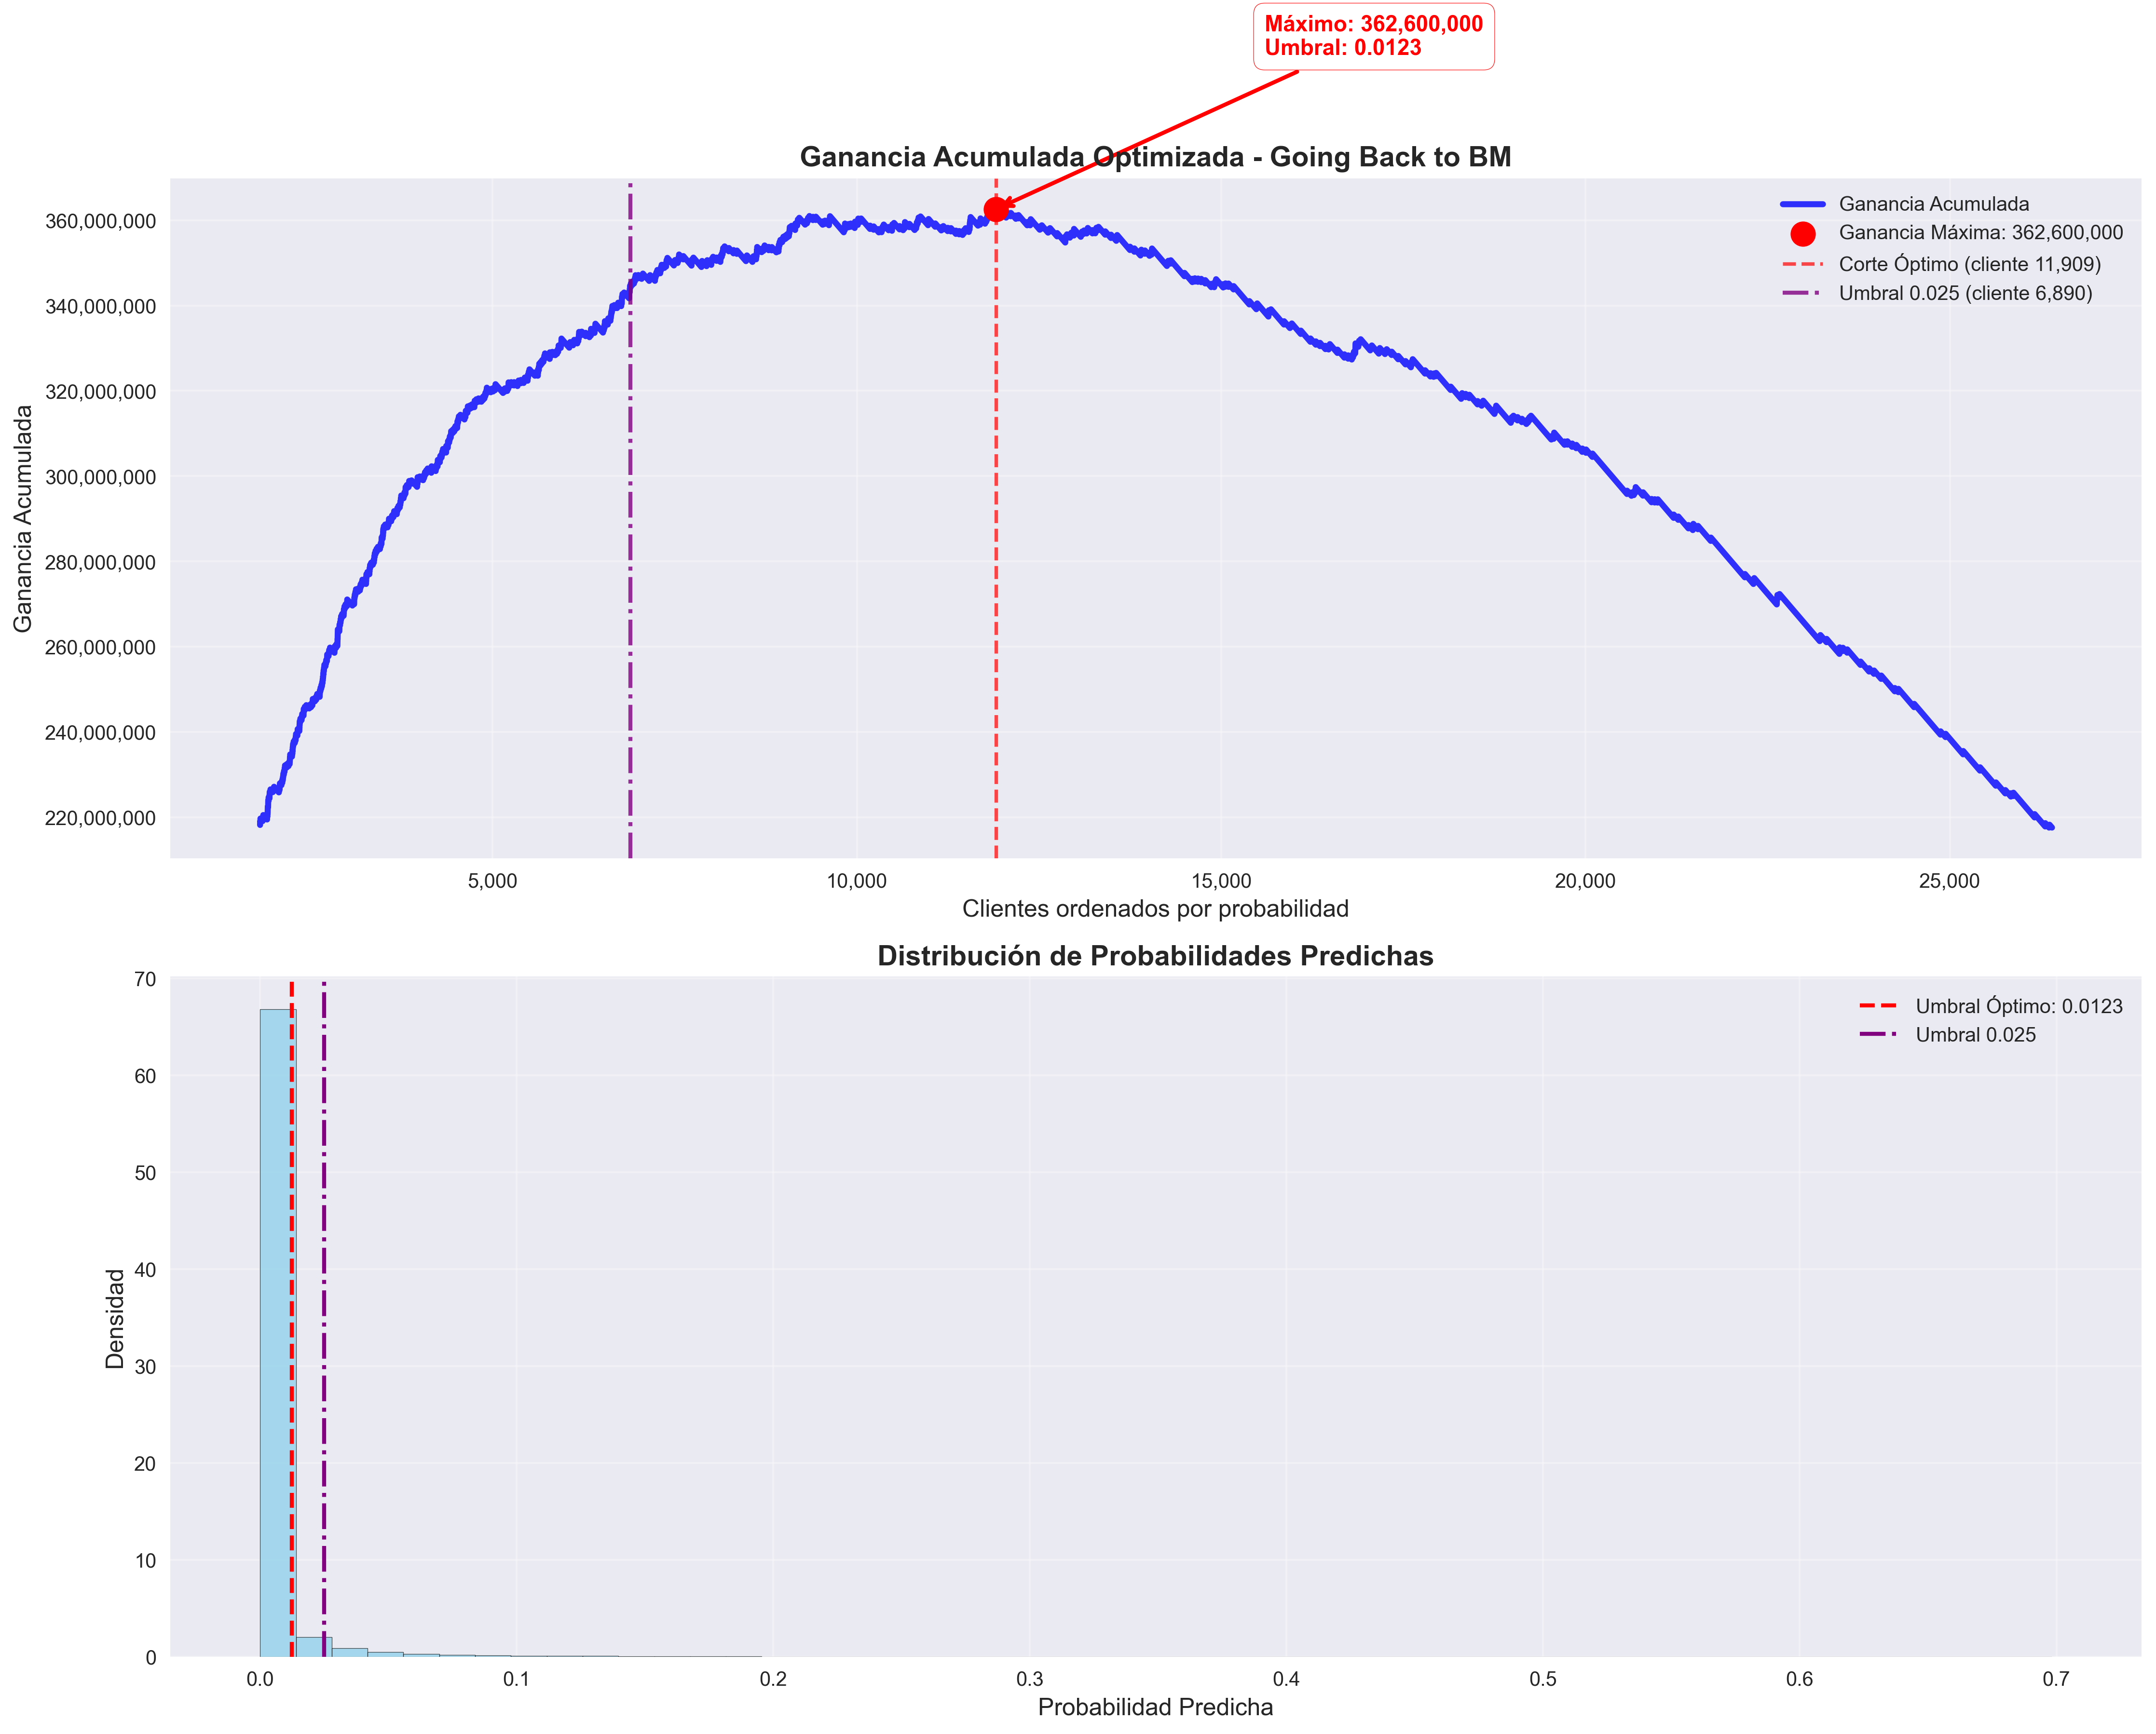 Máximo: 362,600,000
Umbral: 0.0123
Ganancia Acumulada Optimizada - Going Back to BM
Ganancia Acumulada
360,000,000
340,000,000
320,000,000
300,000,000
280,000,000
260,000,000
240,000,000
220,000,000
Ganancia Acumulada
Ganancia Máxima: 362,600,000
Corte Óptimo (cliente 11,909)
Umbral 0.025 (cliente 6,890)
5,000
10,000
15,000
20,000
25,000
Clientes ordenados por probabilidad
Distribución de Probabilidades Predichas
Densidad
70
60
50
40
30
20
10
0
Umbral Óptimo: 0.0123
Umbral 0.025
0.0
0.1
0.2
0.3
0.4
0.5
0.6
0.7
Probabilidad Predicha